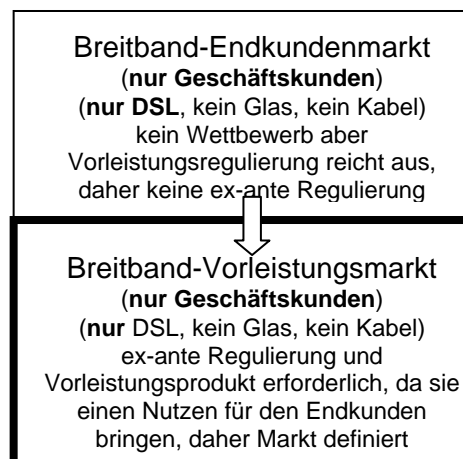 Breitband-Endkundenmarkt
(nur Geschäftskunden)
(nur DSL, kein Glas, kein Kabel)
kein Wettbewerb aber
Vorleistungsregulierung reicht aus,
daher keine ex-ante Regulierung
Breitband-Vorleistungsmarkt
(nur Geschäftskunden)
(nur DSL, kein Glas, kein Kabel)
ex-ante Regulierung und
Vorleistungsprodukt erforderlich, da sie
einen Nutzen für den Endkunden
bringen, daher Markt definiert